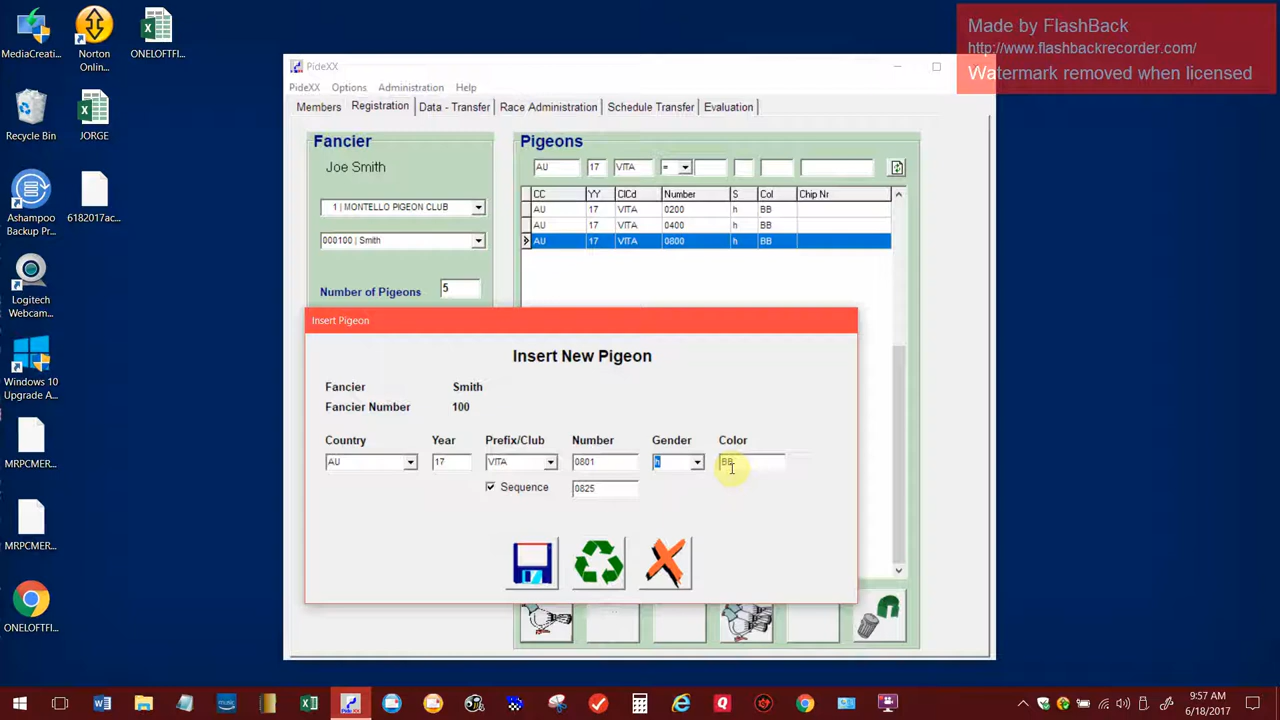 MediaCreati...
Norton
Onlin...
ONELOFTFI...
Recycle Bin
JORGE
Ashampoo
Backup Pr...
6182017ac...
Logitech
Webcam...
Windows 10
Upgrade A...
MRPCMER...
MRPCMER...
ONELOFTFI...
Made by FlashBack
http://www.flashbackrecorder.com/
Watermark removed when licensed
PideXX
PideXX Options Administration Help
Members Registration Data - Transfer Race Administration Schedule Transfer Evaluation
Fancier
Joe Smith
1 | MONTELLO PIGEON CLUB
000100 | Smith
Number of Pigeons 5
Pigeons
AU 17 VITA =
CC YY ClCd Number S Col Chip Nr
AU 17 VITA 0200 h BB
AU 17 VITA 0400 h BB
AU 17 VITA 0800 h BB
Insert Pigeon
Insert New Pigeon
Fancier Smith
Fancier Number 100
Country Year Prefix/Club Number Gender Color
AU 17 VITA 0801 h BB
Sequence 0825
9:57 AM
6/18/2017